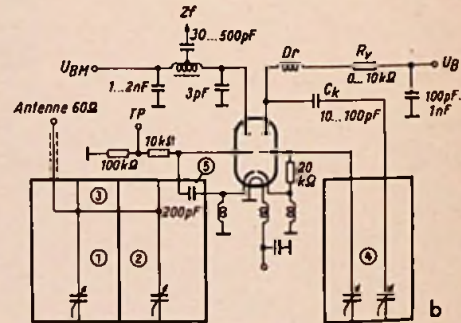 Zf
30...500pF
Dr
R_v
U_BM
U_B
0...10kΩ
1...2nF
3pF
C_k
100pF...
1nF
10...100pF
Antenne 60Ω
TP
10kΩ
100kΩ
5
20
kΩ
200pF
3
1
2
4
b